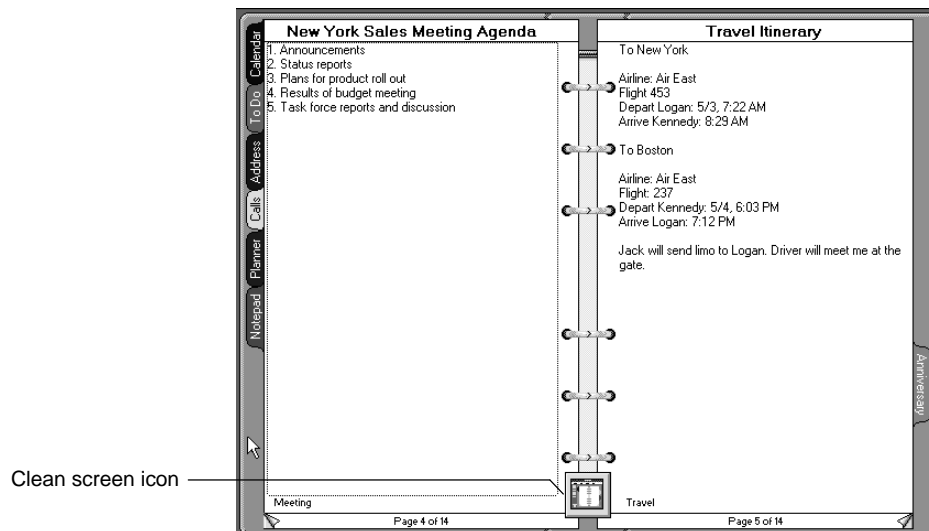 Calendar
To Do
Address
Calls
Planner
Notepad
New York Sales Meeting Agenda
1. Announcements
2. Status reports
3. Plans for product roll out
4. Results of budget meeting
5. Task force reports and discussion
Meeting
Page 4 of 14
Travel Itinerary
To New York
Airline: Air East
Flight 453
Depart Logan: 5/3, 7:22 AM
Arrive Kennedy: 8:29 AM
To Boston
Airline: Air East
Flight: 237
Depart Kennedy: 5/4, 6:03 PM
Arrive Logan: 7:12 PM
Jack will send limo to Logan. Driver will meet me at the
gate.
Travel
Page 5 of 14
Anniversary
Clean screen icon